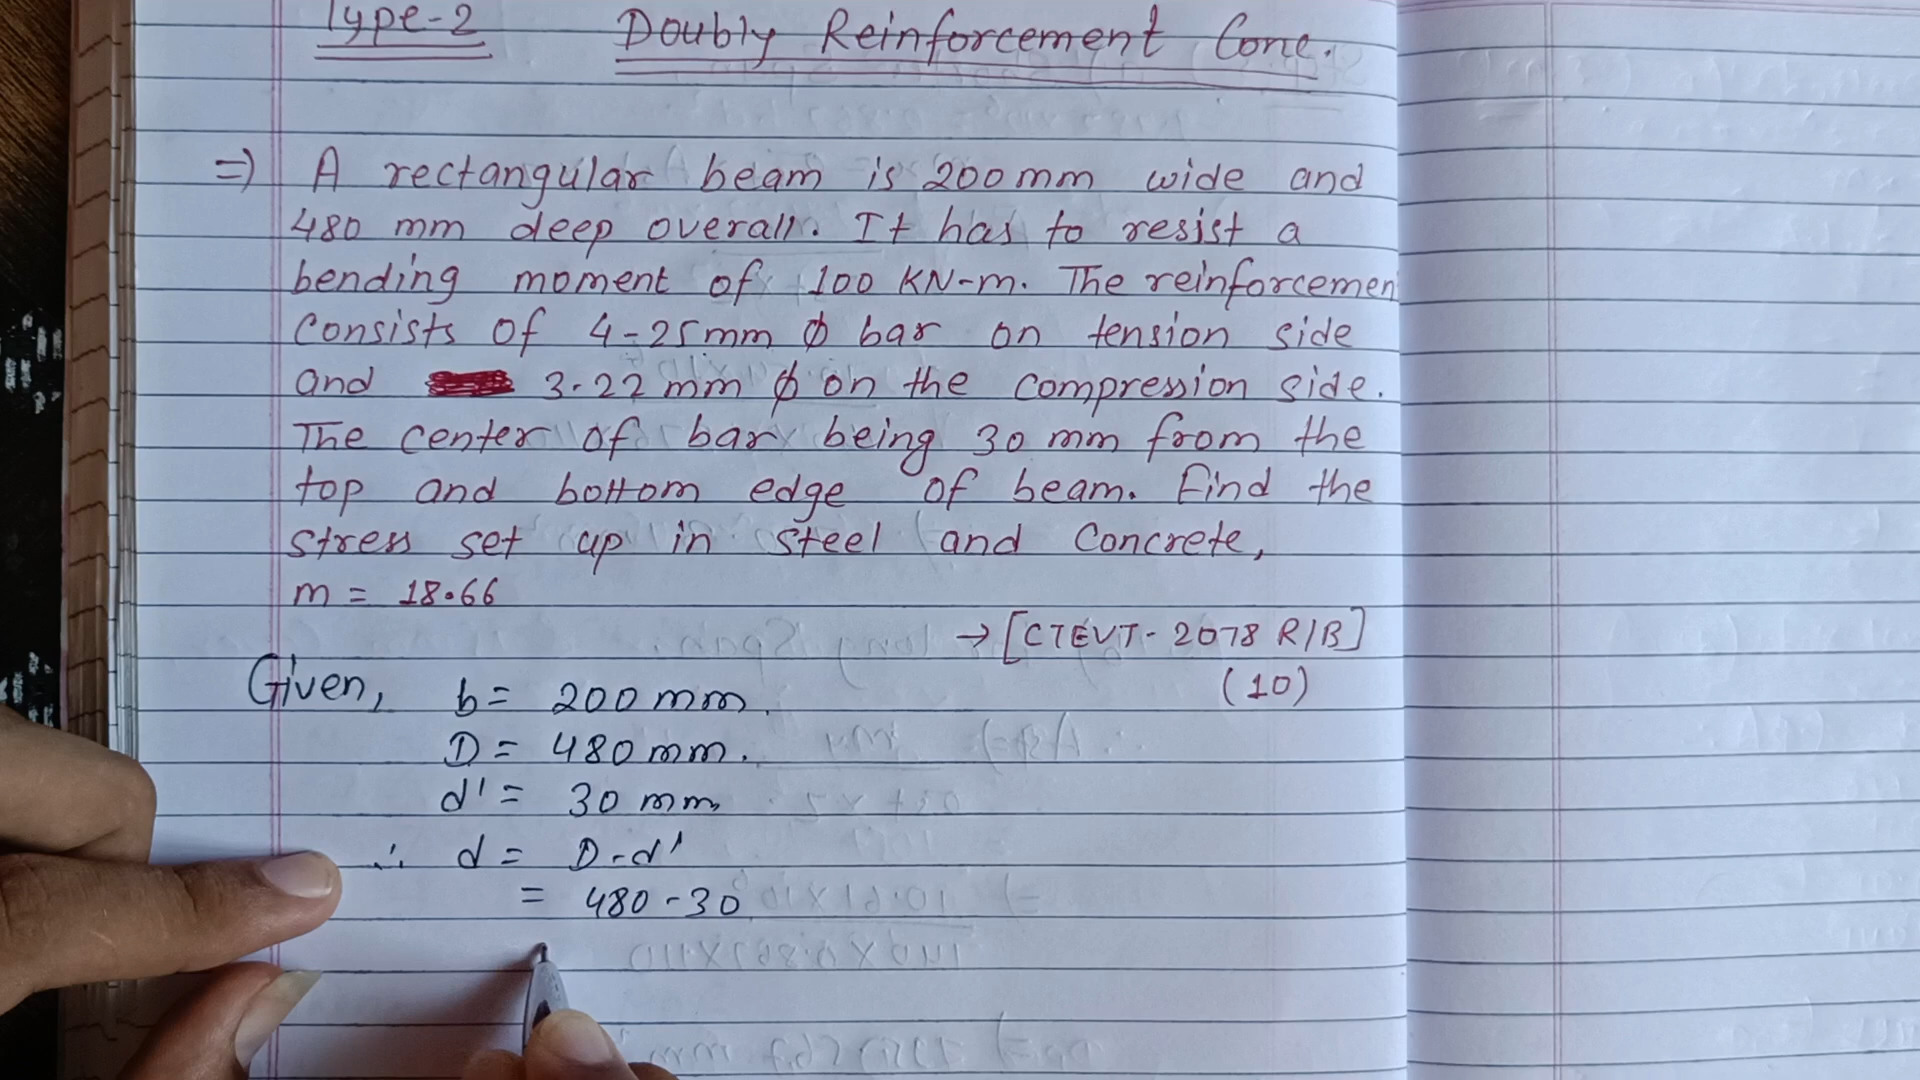 Type-2 Doubly Reinforcement Conc.
=) A rectangular beam is 200mm wide and
480 mm deep overall. It has to resist a
bending moment of 100 KN-m. The reinforcemen
Consists of 4-25mm ϕ bar on tension side
and 3-22 mm ϕ on the compression side.
The center of bar being 30 mm from the
top and bottom edge of beam. Find the
stress set up in steel and Concrete,
m = 18.66
→ [CTEVT- 2078 R/B]
(10)
Given, b = 200 mm.
D = 480 mm.
d' = 30 mm
∴ d = D-d'
= 480-30